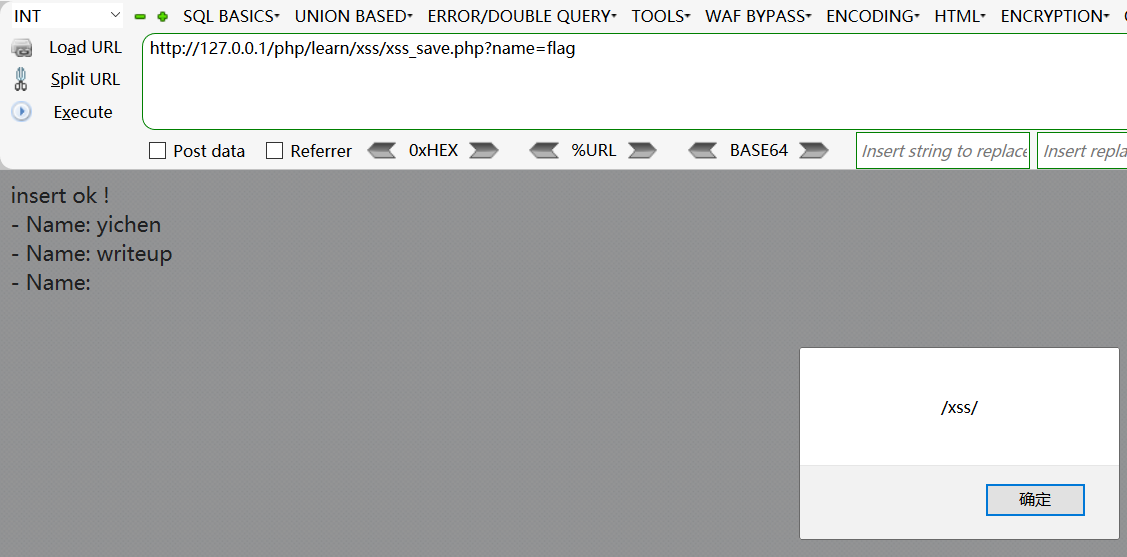 INT SQL BASICS UNION BASED ERROR/DOUBLE QUERY TOOLS WAF BYPASS ENCODING HTML ENCRYPTION
Load URL http://127.0.0.1/php/learn/xss/xss_save.php?name=flag
Split URL
Execute
Post data Referrer 0xHEX %URL BASE64 Insert string to replace Insert repla
insert ok !
- Name: yichen
- Name: writeup
- Name:
/xss/
确定